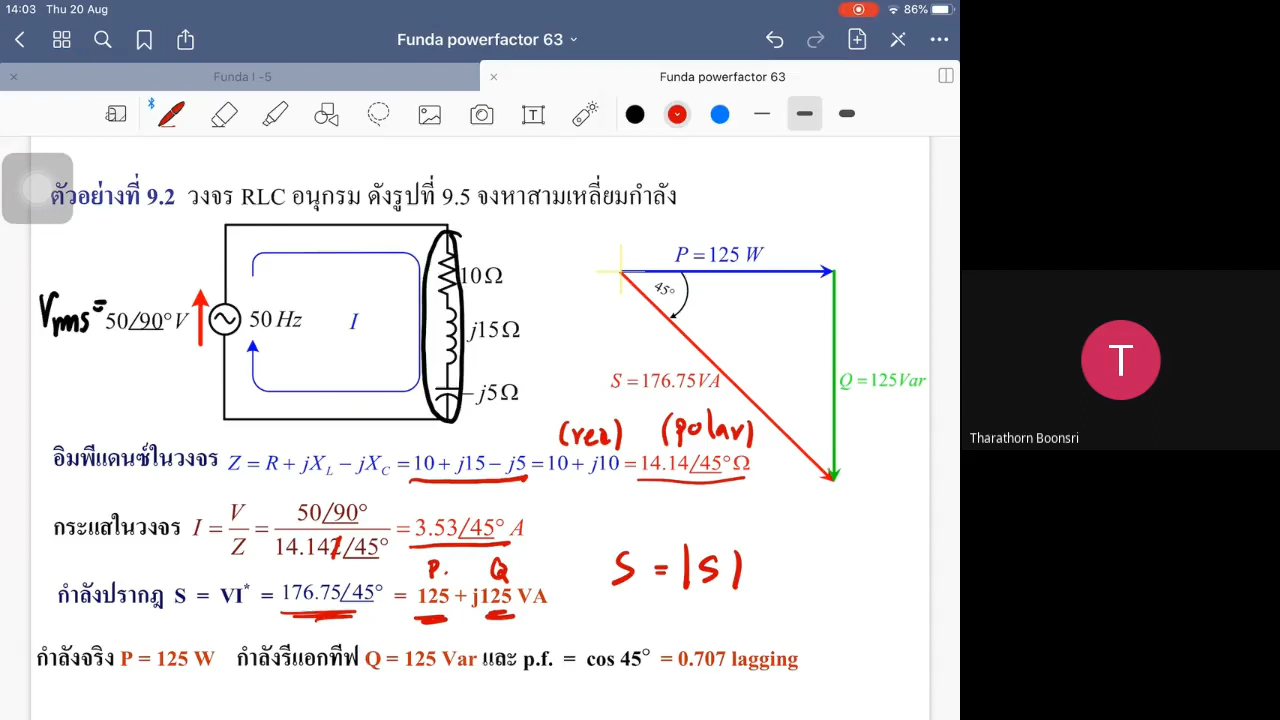 14:03 Thu 20 Aug
86%
Funda powerfactor 63
Funda I -5
Funda powerfactor 63
T
ตัวอย่างที่ 9.2 วงจร RLC อนุกรม ดังรูปที่ 9.5 จงหาสามเหลี่ยมกำลัง
Vrms = 50/90° V
50 Hz
I
10Ω
j15Ω
-j5Ω
P = 125 W
45°
S = 176.75VA
Q = 125Var
(rec) (polar)
อิมพีแดนซ์ในวงจร Z = R + jXL − jXC = 10 + j15 − j5 = 10 + j10 = 14.14/45° Ω
กระแสในวงจร I = V/Z = 50/90° / 14.142/45° = 3.53/45° A
P. Q
S = |S|
กำลังปรากฎ S = VI* = 176.75/45° = 125 + j125 VA
กำลังจริง P = 125 W กำลังรีแอกทีฟ Q = 125 Var และ p.f. = cos 45° = 0.707 lagging
T
Tharathorn Boonsri